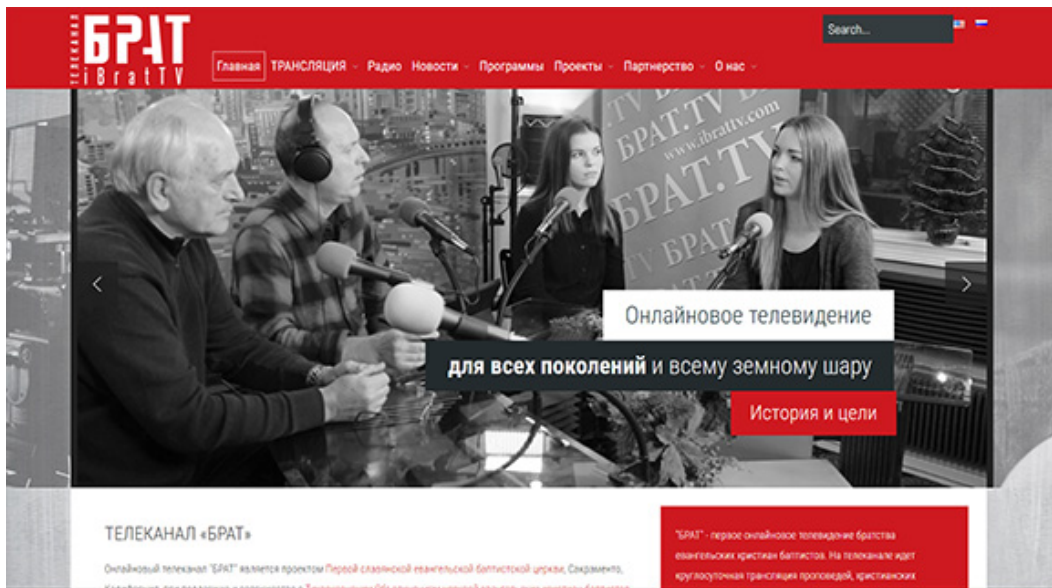 ТЕЛЕКАНАЛ
БРАТ
iBratTV
Search...
Главная ТРАНСЛЯЦИЯ Радио Новости Программы Проекты Партнерство О нас
БРАТ.TV
www.ibrattv.com
БРАТ.TV
Онлайновое телевидение
для всех поколений и всему земному шару
История и цели
ТЕЛЕКАНАЛ «БРАТ»
Онлайновый телеканал "БРАТ" является проектом Первой славянской евангельской баптистской церкви, Сакраменто,
"БРАТ" - первое онлайновое телевидение братства
евангельских христиан баптистов. На телеканале идет
круглосуточная трансляция проповедей, христианских